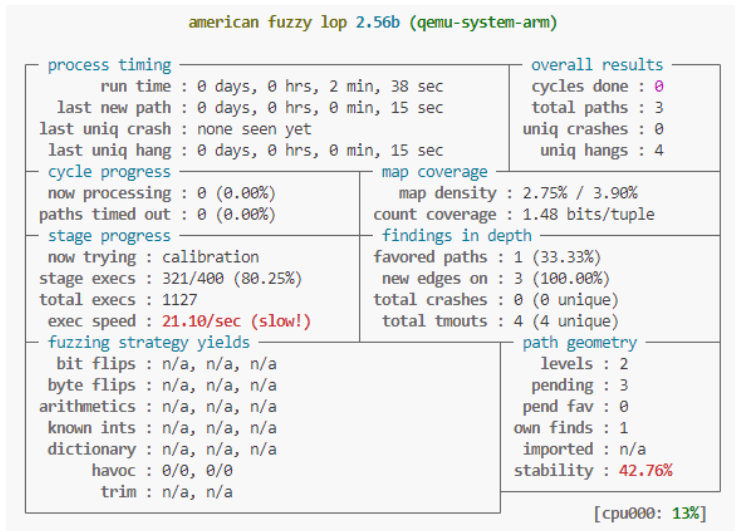 american fuzzy lop 2.56b (qemu-system-arm)
process timing overall results
run time : 0 days, 0 hrs, 2 min, 38 sec cycles done : 0
last new path : 0 days, 0 hrs, 0 min, 15 sec total paths : 3
last uniq crash : none seen yet uniq crashes : 0
last uniq hang : 0 days, 0 hrs, 0 min, 15 sec uniq hangs : 4
cycle progress map coverage
now processing : 0 (0.00%) map density : 2.75% / 3.90%
paths timed out : 0 (0.00%) count coverage : 1.48 bits/tuple
stage progress findings in depth
now trying : calibration favored paths : 1 (33.33%)
stage execs : 321/400 (80.25%) new edges on : 3 (100.00%)
total execs : 1127 total crashes : 0 (0 unique)
exec speed : 21.10/sec (slow!) total tmouts : 4 (4 unique)
fuzzing strategy yields path geometry
bit flips : n/a, n/a, n/a levels : 2
byte flips : n/a, n/a, n/a pending : 3
arithmetics : n/a, n/a, n/a pend fav : 0
known ints : n/a, n/a, n/a own finds : 1
dictionary : n/a, n/a, n/a imported : n/a
havoc : 0/0, 0/0 stability : 42.76%
trim : n/a, n/a
[cpu000: 13%]